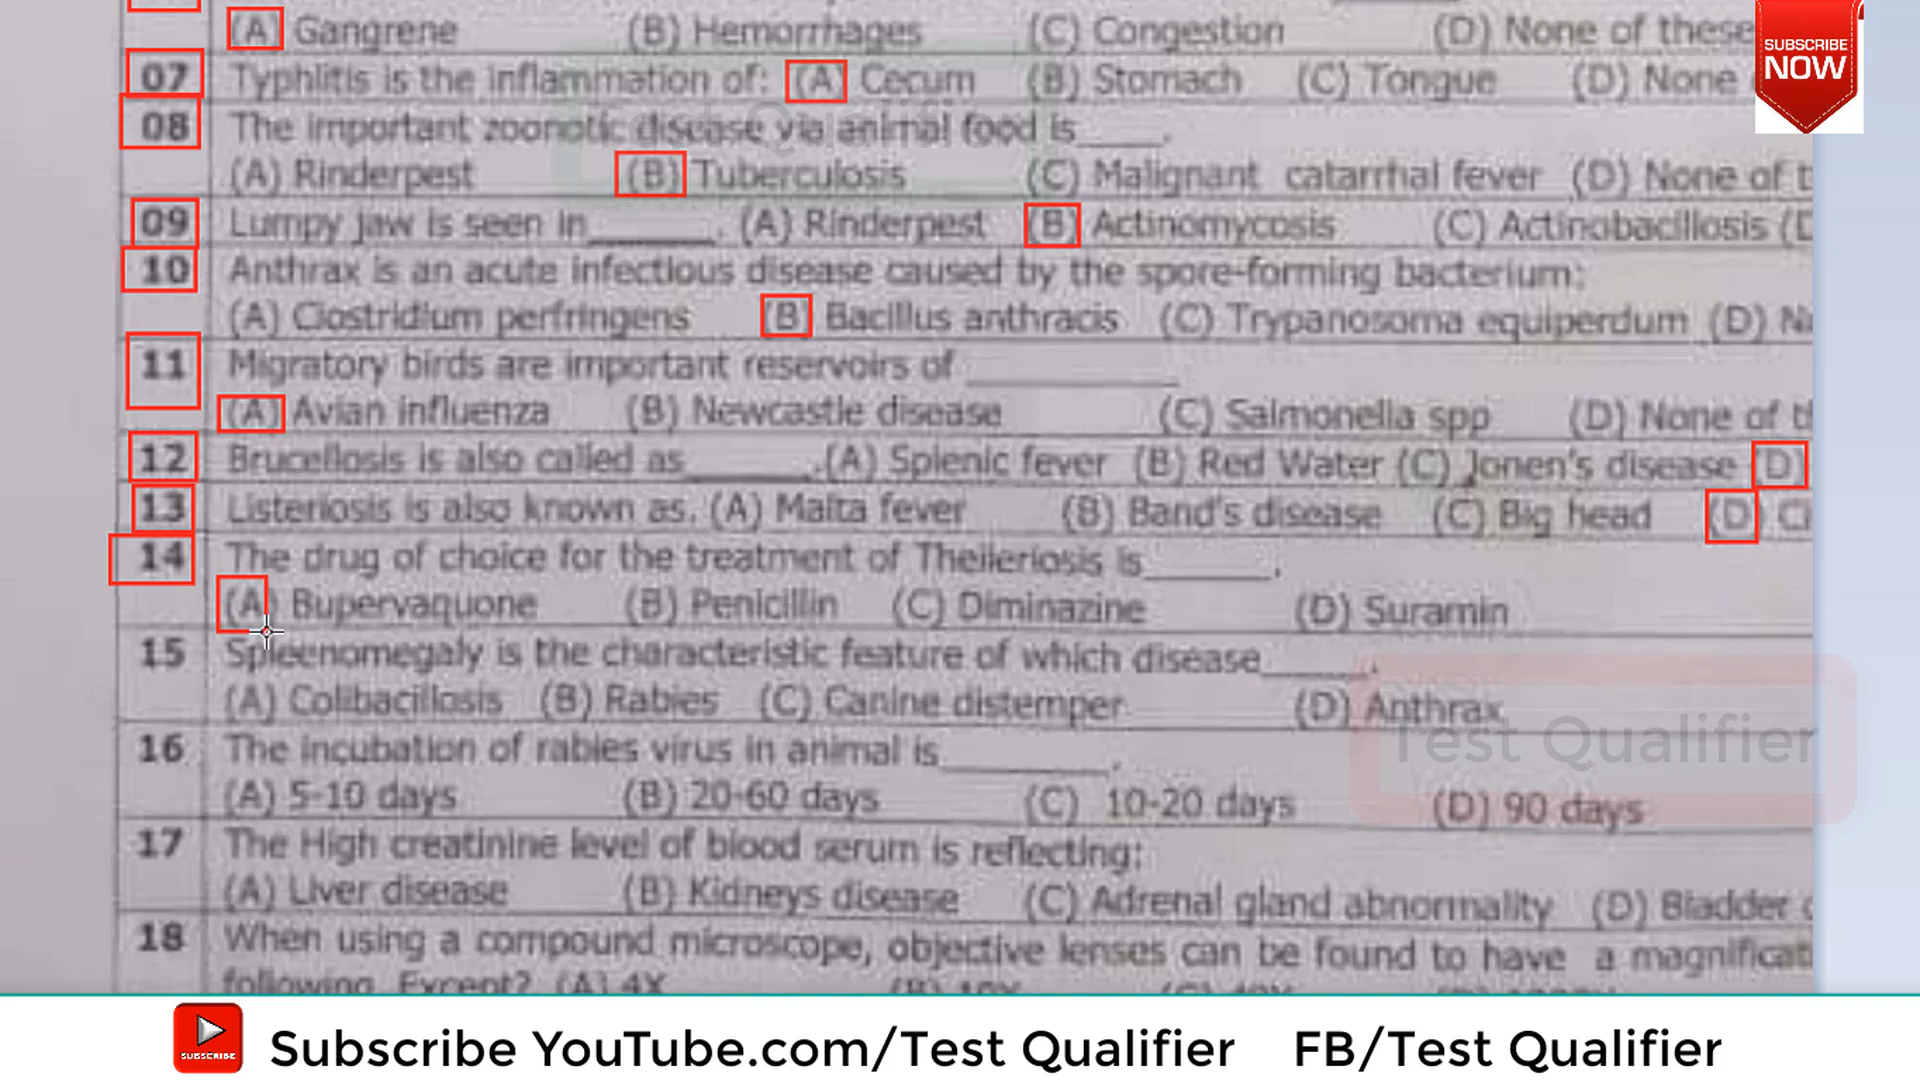 (A) Gangrene (B) Hemorrhages (C) Congestion (D) None of these
07 Typhlitis is the inflammation of: (A) Cecum (B) Stomach (C) Tongue (D) None
08 The important zoonotic disease via animal food is____.
(A) Rinderpest (B) Tuberculosis (C) Malignant catarrhal fever (D) None of t
09 Lumpy jaw is seen in______. (A) Rinderpest (B) Actinomycosis (C) Actinobacillosis (D
10 Anthrax is an acute infectious disease caused by the spore-forming bacterium:
(A) Clostridium perfringens (B) Bacillus anthracis (C) Trypanosoma equiperdum (D) N
11 Migratory birds are important reservoirs of __________
(A) Avian influenza (B) Newcastle disease (C) Salmonella spp (D) None of t
12 Brucellosis is also called as______.(A) Splenic fever (B) Red Water (C) Jonen's disease (D)
13 Listeriosis is also known as. (A) Malta fever (B) Band's disease (C) Big head (D) Ci
14 The drug of choice for the treatment of Theileriosis is______.
(A) Bupervaquone (B) Penicillin (C) Diminazine (D) Suramin
15 Spleenomegaly is the characteristic feature of which disease_____.
(A) Colibacillosis (B) Rabies (C) Canine distemper (D) Anthrax
16 The incubation of rabies virus in animal is________.
(A) 5-10 days (B) 20-60 days (C) 10-20 days (D) 90 days
17 The High creatinine level of blood serum is reflecting:
(A) Liver disease (B) Kidneys disease (C) Adrenal gland abnormality (D) Bladder
18 When using a compound microscope, objective lenses can be found to have a magnificat
following. Except? (A) 4X
SUBSCRIBE
NOW
Test Qualifier
SUBSCRIBE
Subscribe YouTube.com/Test Qualifier FB/Test Qualifier